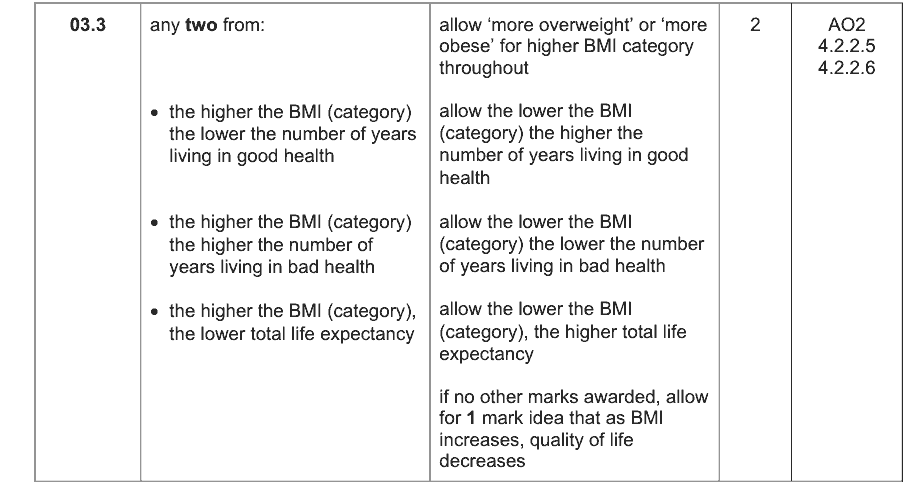 03.3
any two from:
allow ‘more overweight’ or ‘more
obese’ for higher BMI category
throughout
2
AO2
4.2.2.5
4.2.2.6
• the higher the BMI (category)
the lower the number of years
living in good health
allow the lower the BMI
(category) the higher the
number of years living in good
health
• the higher the BMI (category)
the higher the number of
years living in bad health
allow the lower the BMI
(category) the lower the number
of years living in bad health
• the higher the BMI (category),
the lower total life expectancy
allow the lower the BMI
(category), the higher total life
expectancy
if no other marks awarded, allow
for 1 mark idea that as BMI
increases, quality of life
decreases